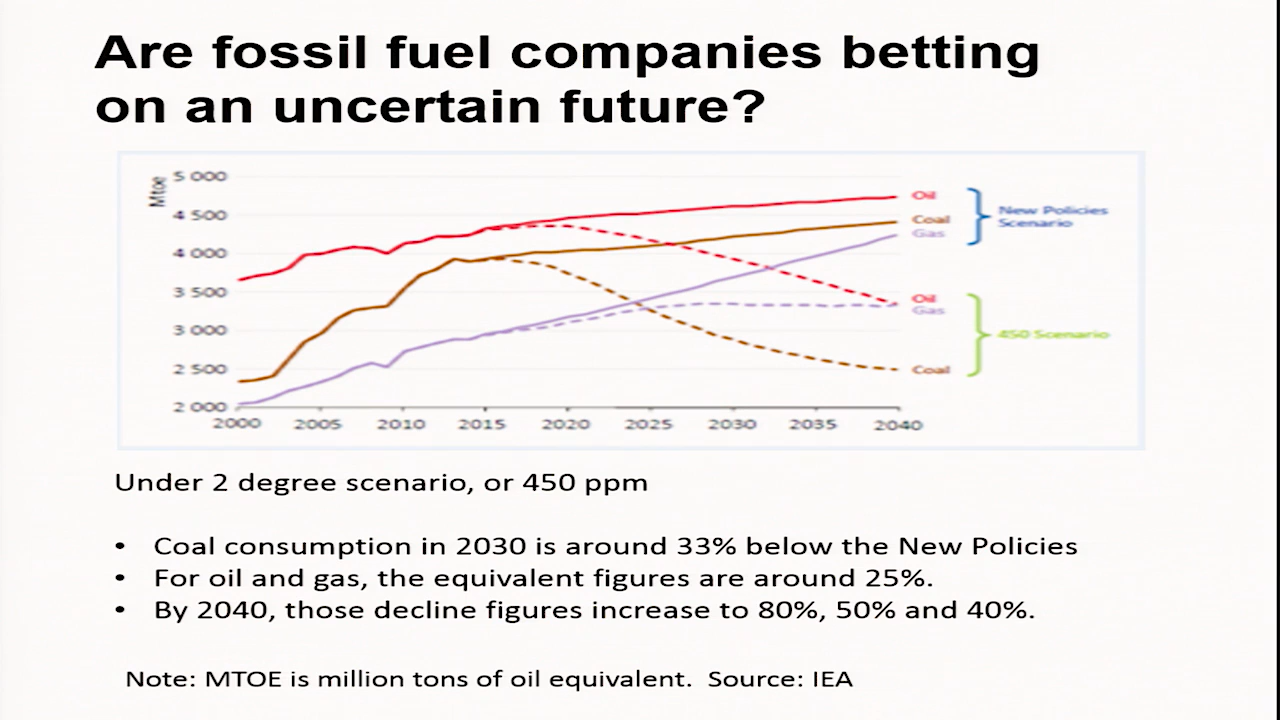 Are fossil fuel companies betting
on an uncertain future?
Mtoe
5 000
4 500
4 000
3 500
3 000
2 500
2 000
2000 2005 2010 2015 2020 2025 2030 2035 2040
Oil
Coal
Gas
New Policies
Scenario
Oil
Gas
Coal
450 Scenario
Under 2 degree scenario, or 450 ppm
• Coal consumption in 2030 is around 33% below the New Policies
• For oil and gas, the equivalent figures are around 25%.
• By 2040, those decline figures increase to 80%, 50% and 40%.
Note: MTOE is million tons of oil equivalent. Source: IEA